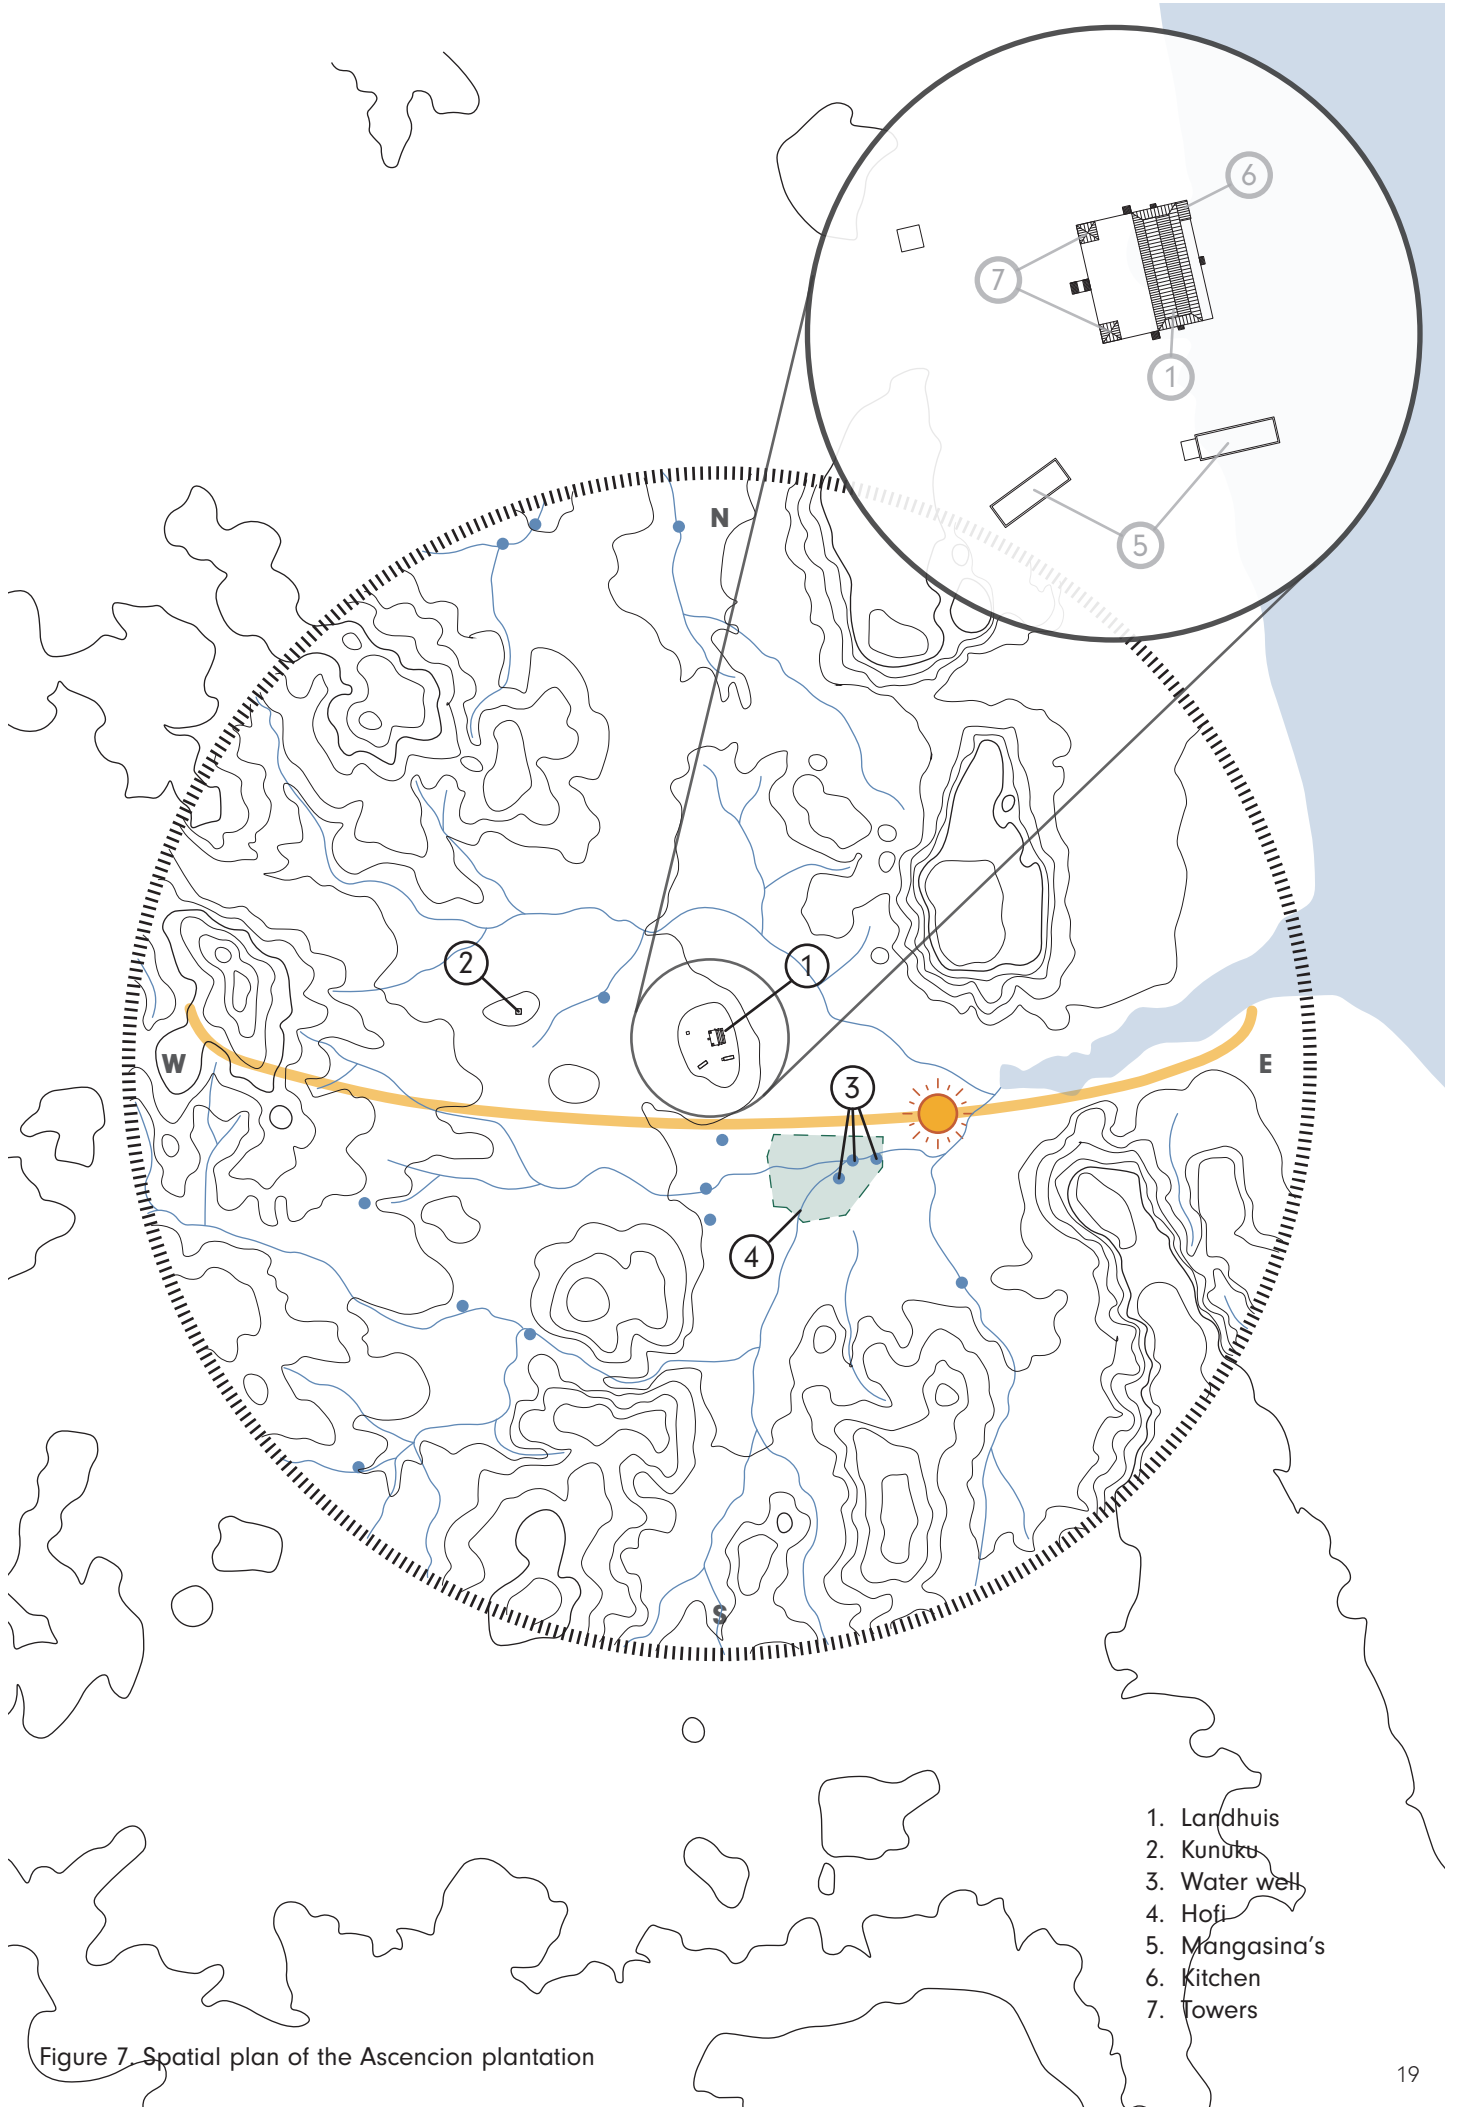 6
7
1
5
N
2
1
W
E
3
4
S
1. Landhuis
2. Kunuku
3. Water well
4. Hofi
5. Mangasina's
6. Kitchen
7. Towers
Figure 7. Spatial plan of the Ascencion plantation
19